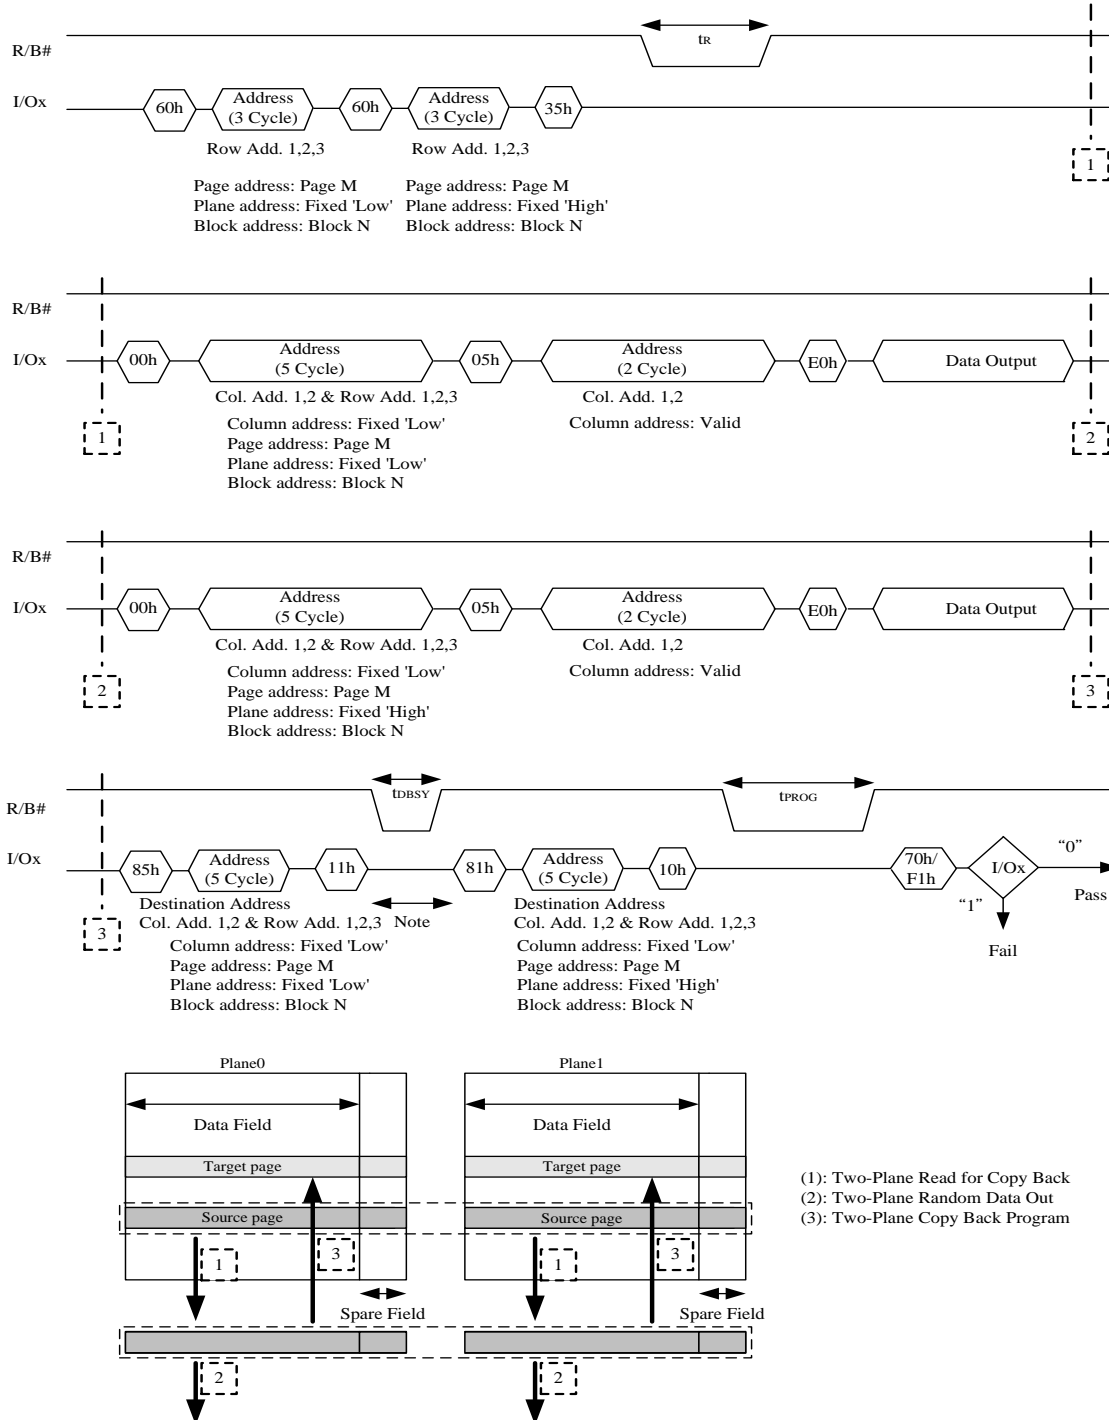 R/B#
tR
I/Ox
60h
Address
(3 Cycle)
60h
Address
(3 Cycle)
35h
Row Add. 1,2,3
Row Add. 1,2,3
1
Page address: Page M
Plane address: Fixed 'Low'
Block address: Block N
Page address: Page M
Plane address: Fixed 'High'
Block address: Block N
R/B#
I/Ox
00h
Address
(5 Cycle)
05h
Address
(2 Cycle)
E0h
Data Output
Col. Add. 1,2 & Row Add. 1,2,3
Col. Add. 1,2
1
Column address: Fixed 'Low'
Page address: Page M
Plane address: Fixed 'Low'
Block address: Block N
Column address: Valid
2
R/B#
I/Ox
00h
Address
(5 Cycle)
05h
Address
(2 Cycle)
E0h
Data Output
Col. Add. 1,2 & Row Add. 1,2,3
Col. Add. 1,2
2
Column address: Fixed 'Low'
Page address: Page M
Plane address: Fixed 'High'
Block address: Block N
Column address: Valid
3
R/B#
tDBSY
tPROG
I/Ox
85h
Address
(5 Cycle)
11h
81h
Address
(5 Cycle)
10h
70h/
F1h
I/Ox
“0”
Pass
“1”
Fail
3
Destination Address
Col. Add. 1,2 & Row Add. 1,2,3
Note
Column address: Fixed 'Low'
Page address: Page M
Plane address: Fixed 'Low'
Block address: Block N
Destination Address
Col. Add. 1,2 & Row Add. 1,2,3
Column address: Fixed 'Low'
Page address: Page M
Plane address: Fixed 'High'
Block address: Block N
Plane0
Plane1
Data Field
Data Field
Target page
Target page
Source page
Source page
1
3
1
3
Spare Field
Spare Field
2
2
(1): Two-Plane Read for Copy Back
(2): Two-Plane Random Data Out
(3): Two-Plane Copy Back Program